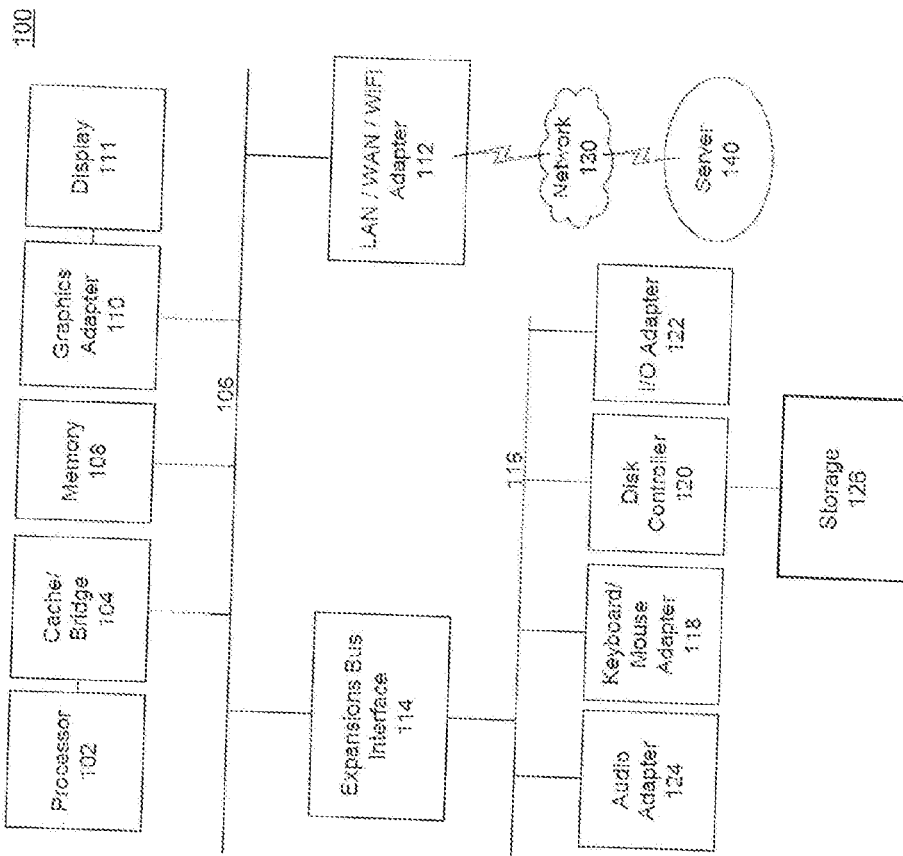 100
Processor
102
Cache/
Bridge
104
Memory
108
Graphics
Adapter
110
Display
111
106
Expansions Bus
Interface
114
LAN / WAN / WiFi
Adapter
112
Network
130
Server
140
116
Audio
Adapter
124
Keyboard/
Mouse
Adapter
118
Disk
Controller
120
I/O Adapter
122
Storage
126